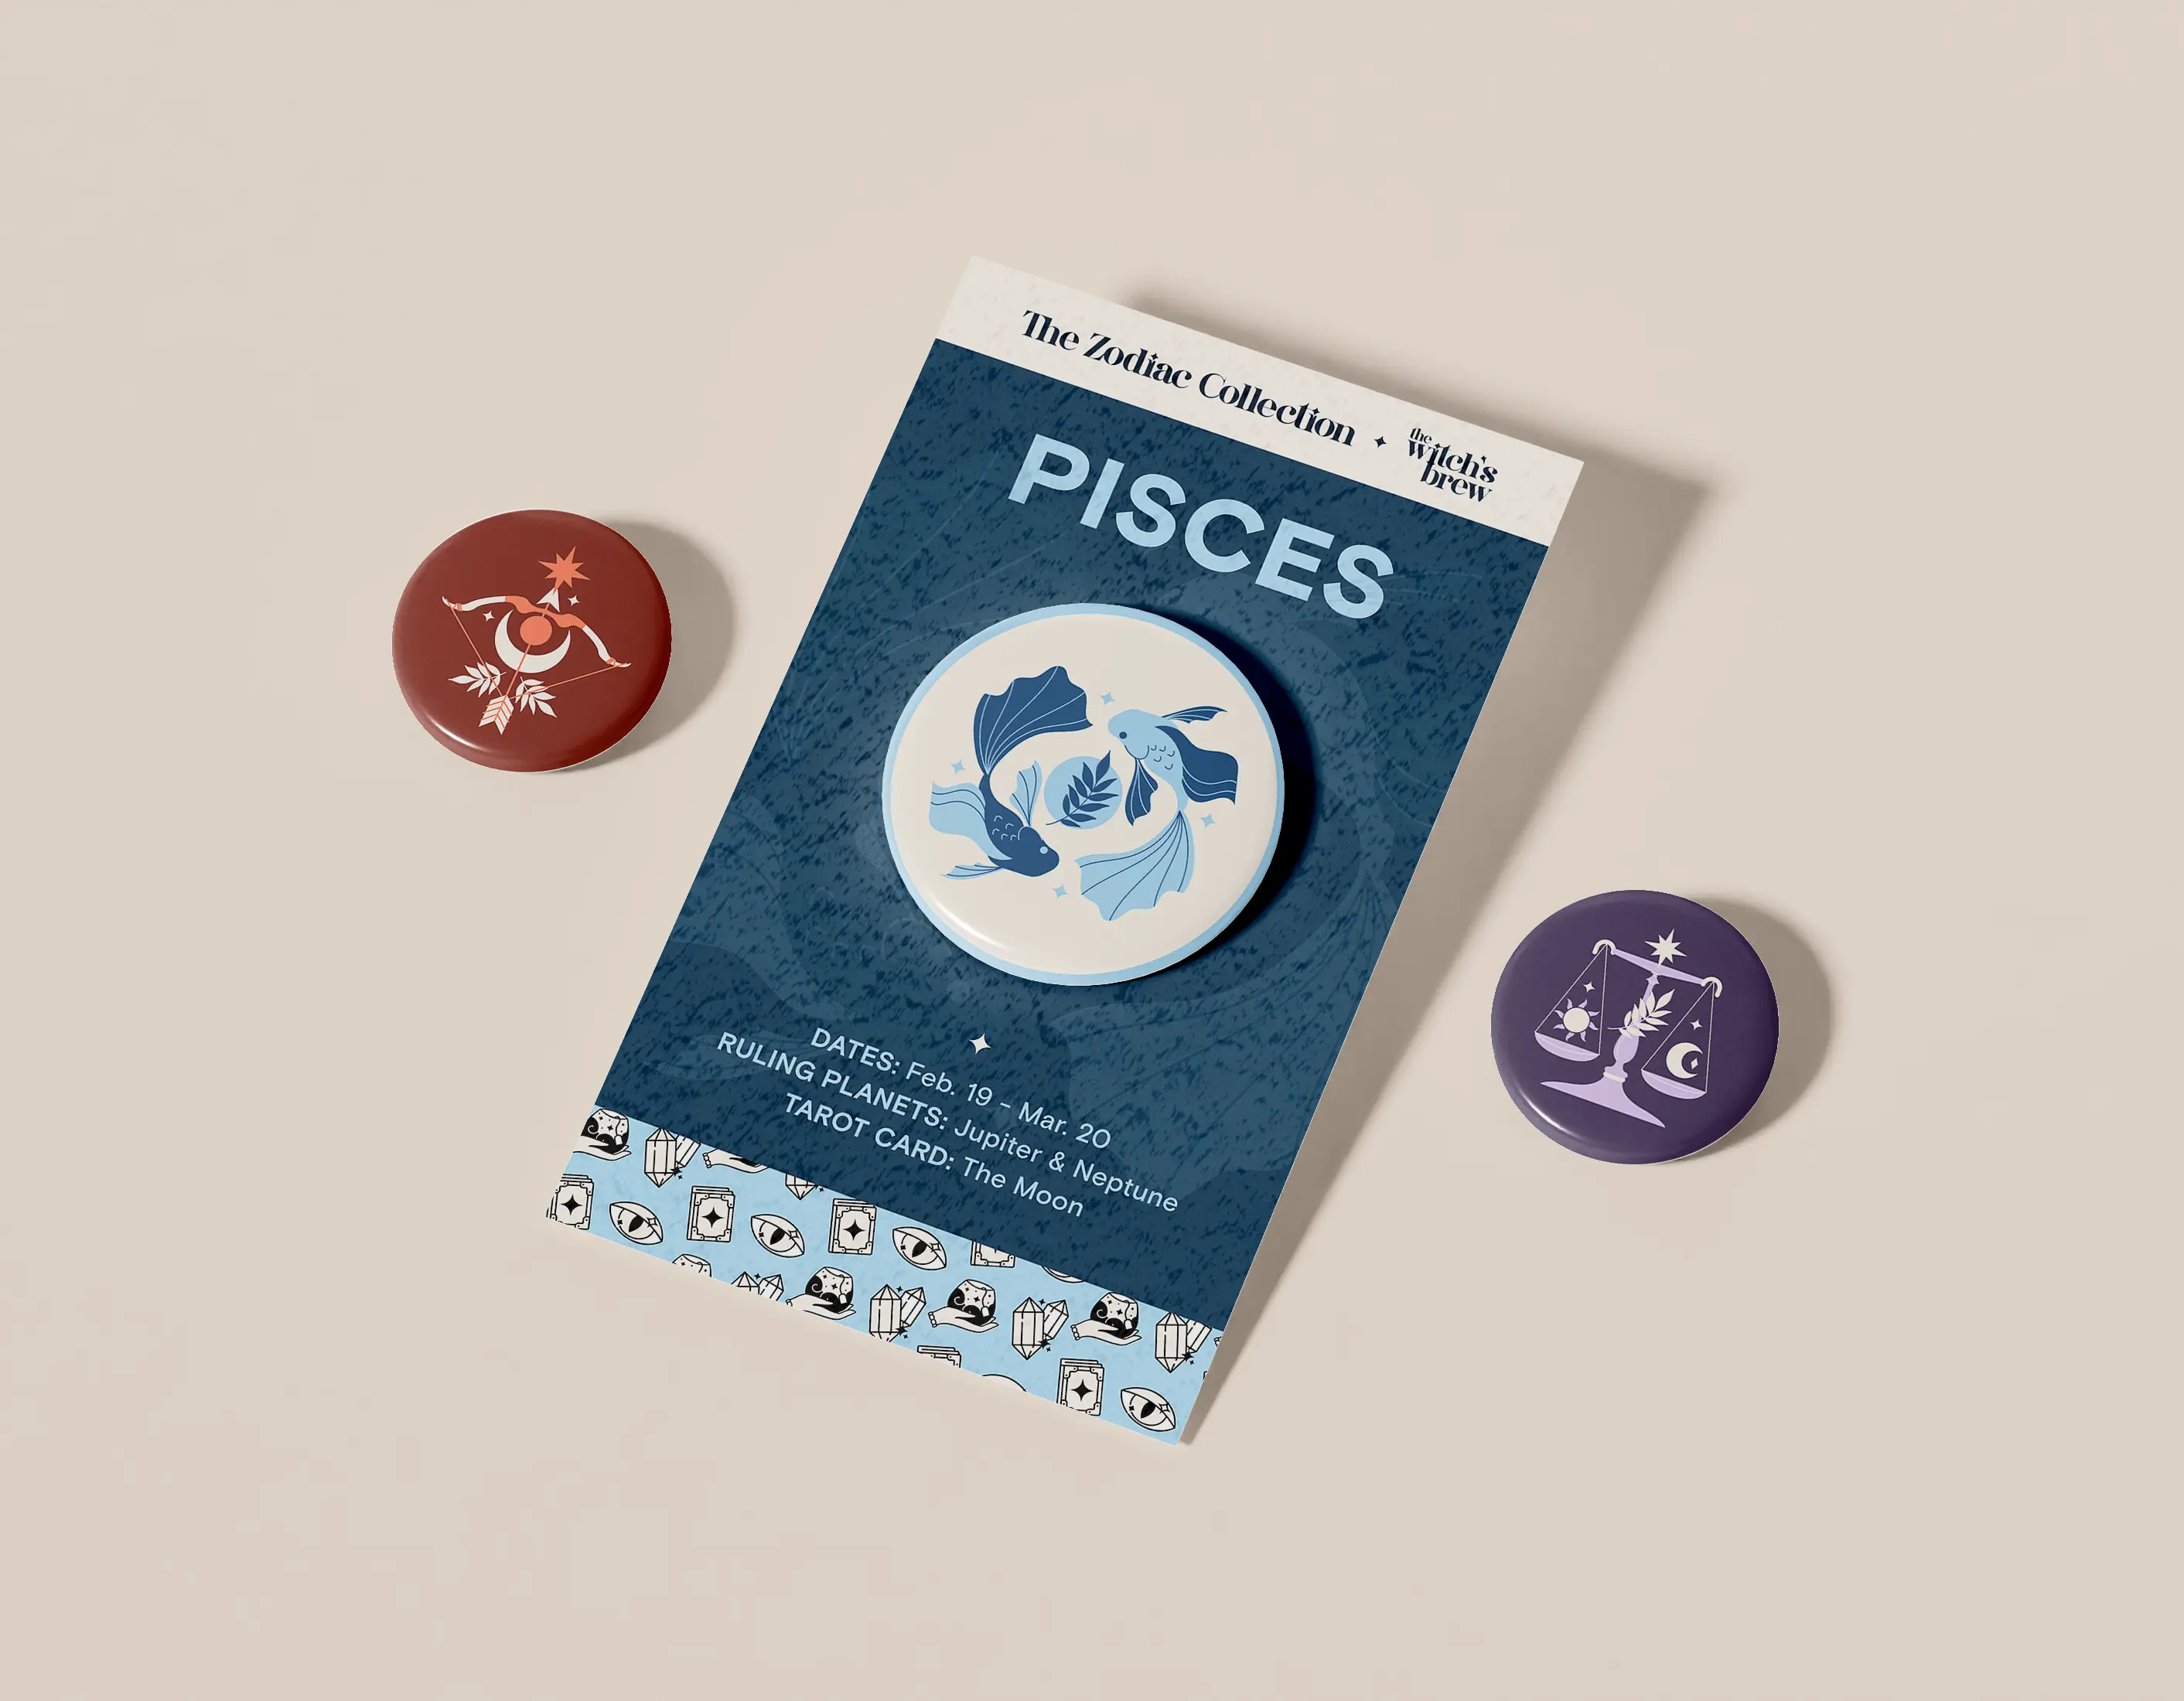 The Zodiac Collection ✦ the witch's brew
PISCES
DATES: Feb. 19 - Mar. 20
RULING PLANETS: Jupiter & Neptune
TAROT CARD: The Moon